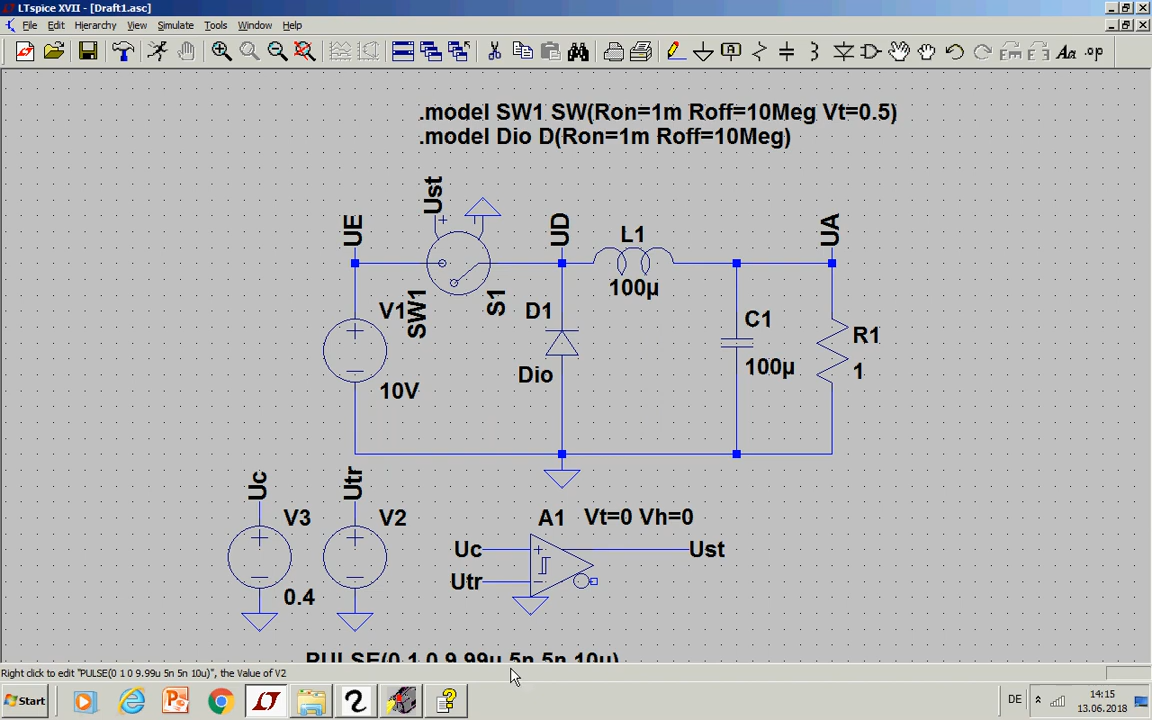 LTspice XVII - [Draft1.asc]
File Edit Hierarchy View Simulate Tools Window Help
Aa .op
.model SW1 SW(Ron=1m Roff=10Meg Vt=0.5)
.model Dio D(Ron=1m Roff=10Meg)
UE
Ust
UD
UA
L1
100µ
V1
10V
SW1
S1
D1
Dio
C1
100µ
R1
1
Uc
V3
0.4
Utr
V2
A1 Vt=0 Vh=0
Uc
Ust
Utr
PULSE(0 1 0 9.99u 5n 5n 10u)
Right click to edit "PULSE(0 1 0 9.99u 5n 5n 10u)", the Value of V2
Start
DE
14:15
13.06.2018